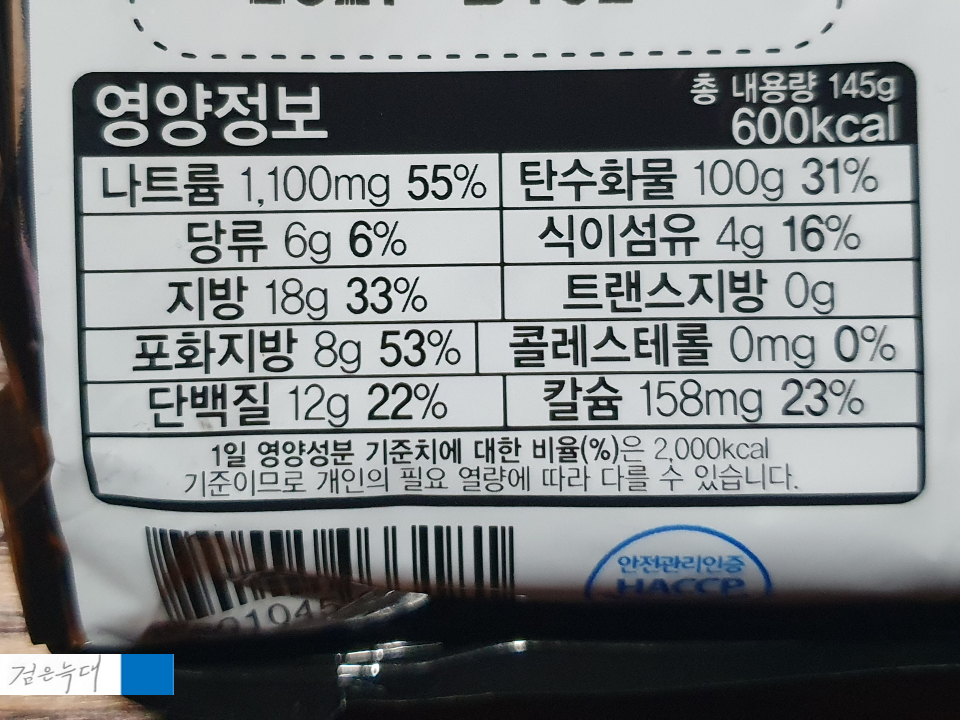 영양정보
총 내용량 145g
600kcal
나트륨 1,100mg 55% 탄수화물 100g 31%
당류 6g 6% 식이섬유 4g 16%
지방 18g 33% 트랜스지방 0g
포화지방 8g 53% 콜레스테롤 0mg 0%
단백질 12g 22% 칼슘 158mg 23%
1일 영양성분 기준치에 대한 비율(%)은 2,000kcal
기준이므로 개인의 필요 열량에 따라 다를 수 있습니다.
안전관리인증
HACCP
검은늑대